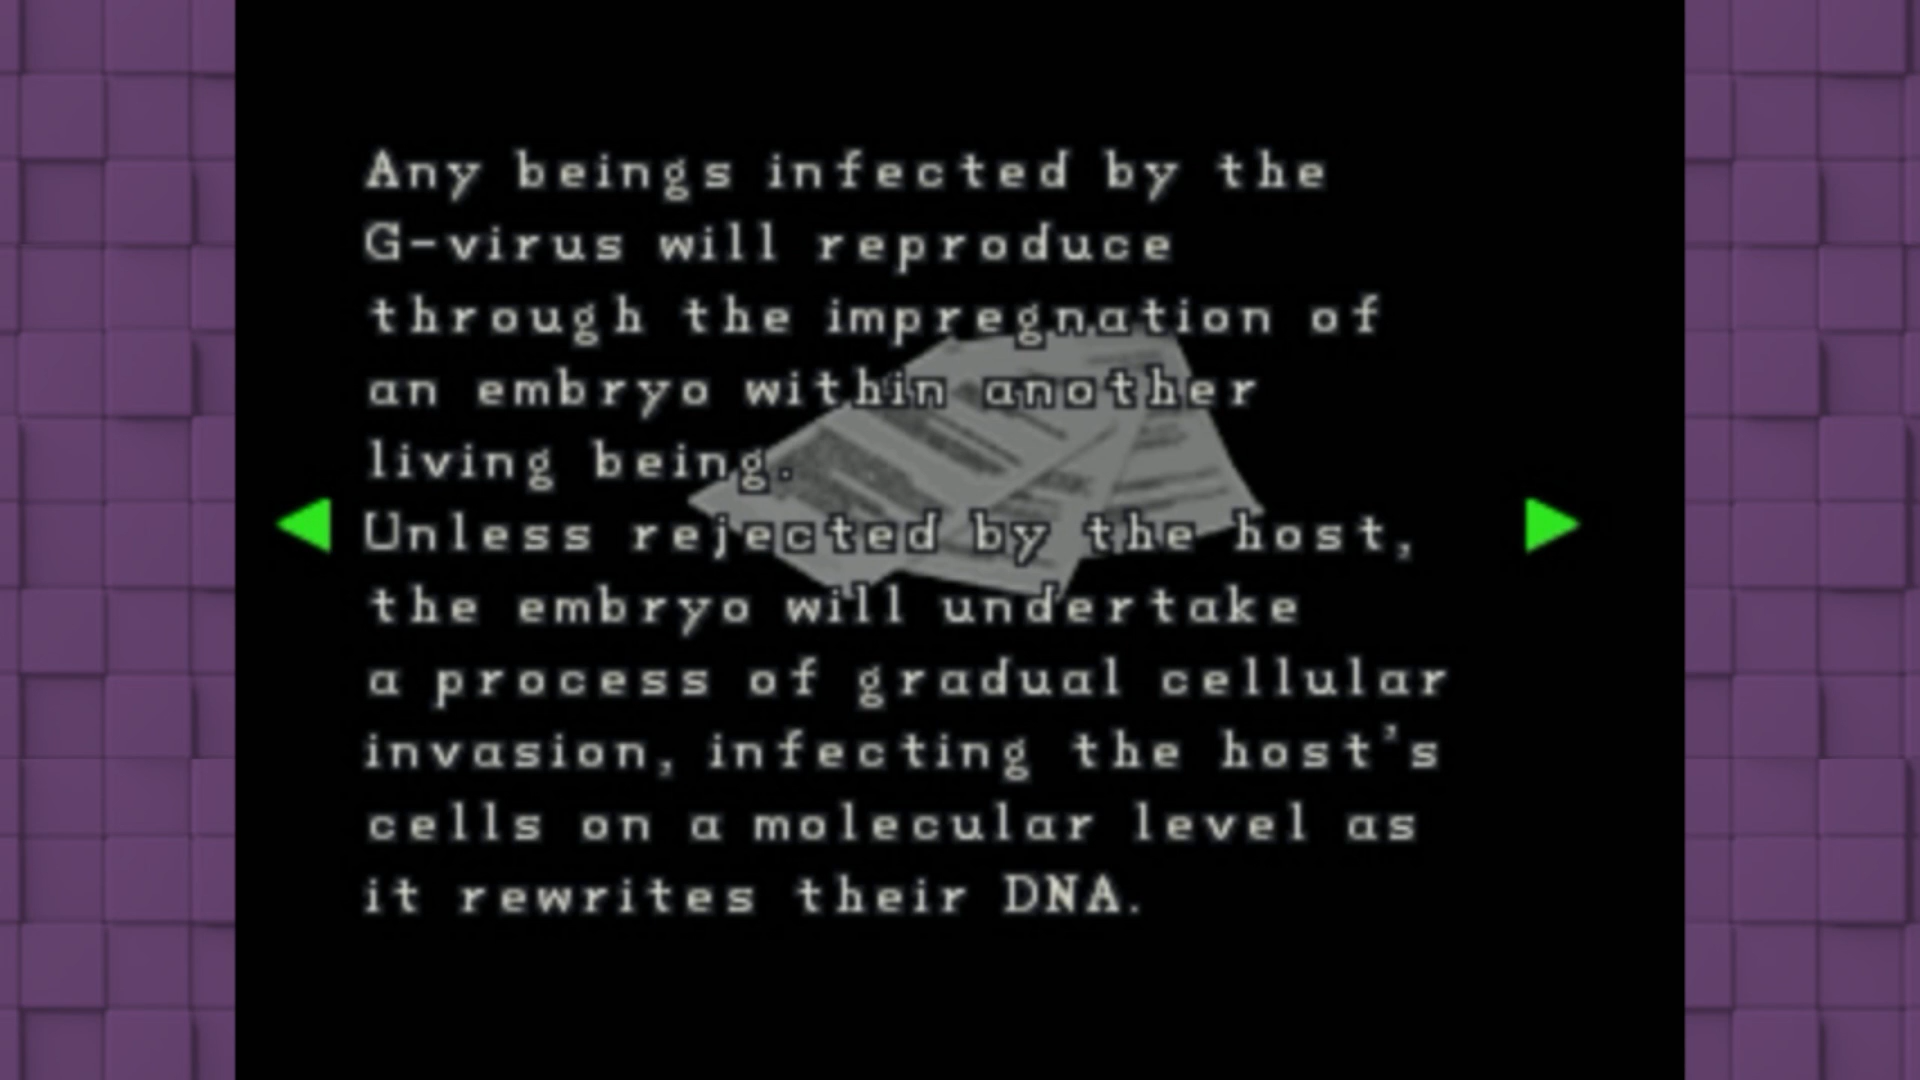 Any beings infected by the
G-virus will reproduce
through the impregnation of
an embryo within another
living being.
Unless rejected by the host,
the embryo will undertake
a process of gradual cellular
invasion, infecting the host's
cells on a molecular level as
it rewrites their DNA.